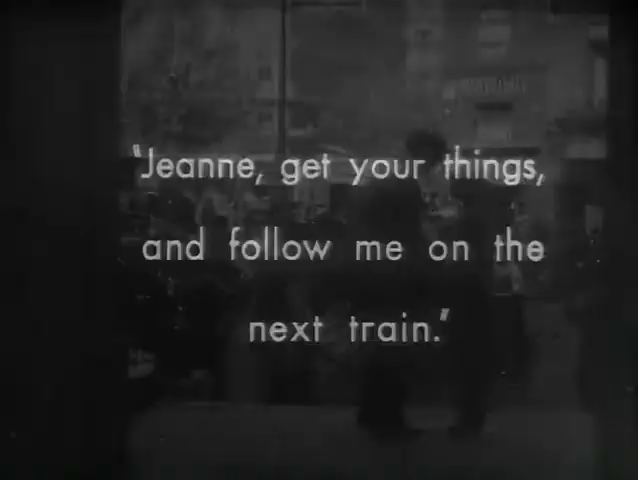 "Jeanne, get your things,
and follow me on the
next train."